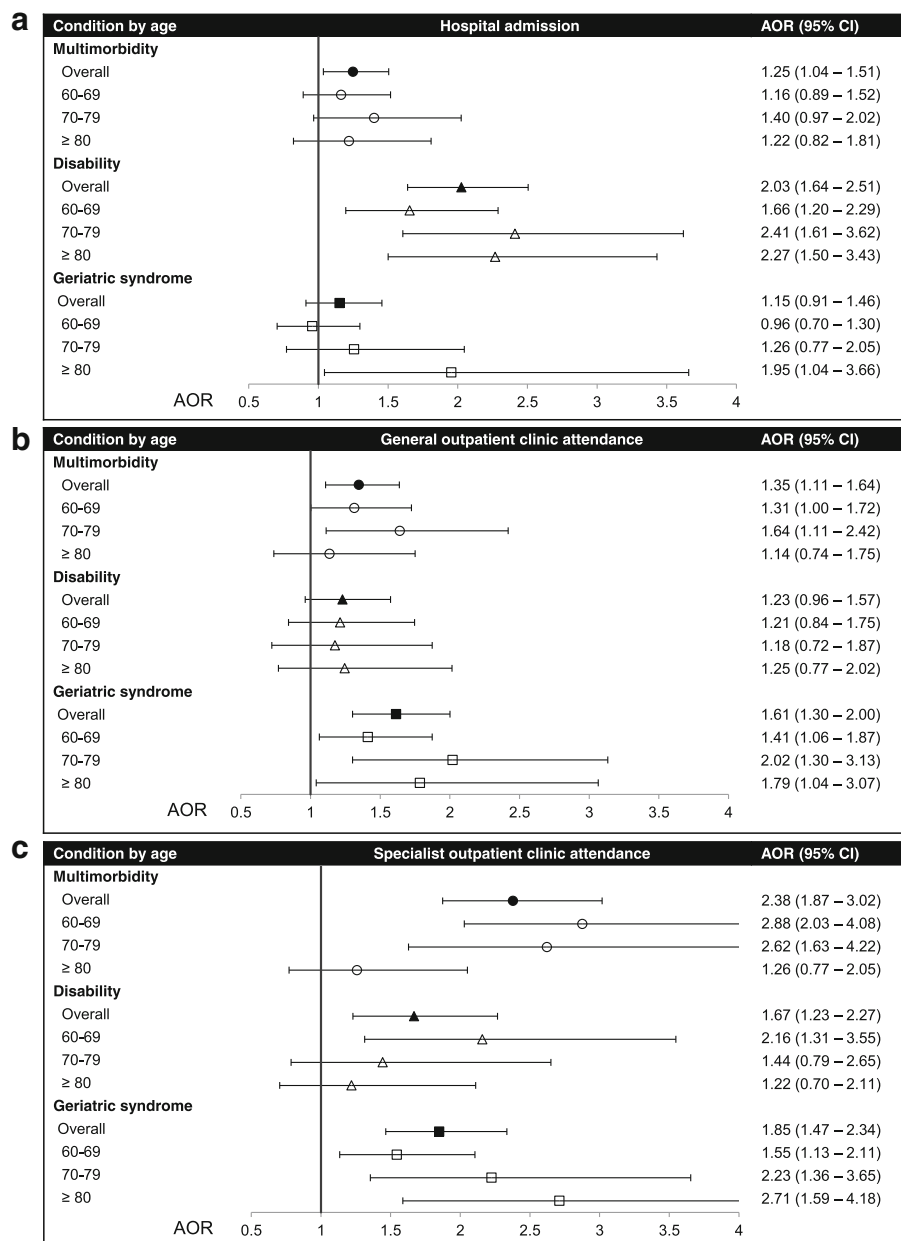 a
Condition by age Hospital admission AOR (95% CI)
Multimorbidity
Overall 1.25 (1.04 – 1.51)
60-69 1.16 (0.89 – 1.52)
70-79 1.40 (0.97 – 2.02)
≥ 80 1.22 (0.82 – 1.81)
Disability
Overall 2.03 (1.64 – 2.51)
60-69 1.66 (1.20 – 2.29)
70-79 2.41 (1.61 – 3.62)
≥ 80 2.27 (1.50 – 3.43)
Geriatric syndrome
Overall 1.15 (0.91 – 1.46)
60-69 0.96 (0.70 – 1.30)
70-79 1.26 (0.77 – 2.05)
≥ 80 1.95 (1.04 – 3.66)
AOR 0.5 1 1.5 2 2.5 3 3.5 4
b
Condition by age General outpatient clinic attendance AOR (95% CI)
Multimorbidity
Overall 1.35 (1.11 – 1.64)
60-69 1.31 (1.00 – 1.72)
70-79 1.64 (1.11 – 2.42)
≥ 80 1.14 (0.74 – 1.75)
Disability
Overall 1.23 (0.96 – 1.57)
60-69 1.21 (0.84 – 1.75)
70-79 1.18 (0.72 – 1.87)
≥ 80 1.25 (0.77 – 2.02)
Geriatric syndrome
Overall 1.61 (1.30 – 2.00)
60-69 1.41 (1.06 – 1.87)
70-79 2.02 (1.30 – 3.13)
≥ 80 1.79 (1.04 – 3.07)
AOR 0.5 1 1.5 2 2.5 3 3.5 4
c
Condition by age Specialist outpatient clinic attendance AOR (95% CI)
Multimorbidity
Overall 2.38 (1.87 – 3.02)
60-69 2.88 (2.03 – 4.08)
70-79 2.62 (1.63 – 4.22)
≥ 80 1.26 (0.77 – 2.05)
Disability
Overall 1.67 (1.23 – 2.27)
60-69 2.16 (1.31 – 3.55)
70-79 1.44 (0.79 – 2.65)
≥ 80 1.22 (0.70 – 2.11)
Geriatric syndrome
Overall 1.85 (1.47 – 2.34)
60-69 1.55 (1.13 – 2.11)
70-79 2.23 (1.36 – 3.65)
≥ 80 2.71 (1.59 – 4.18)
AOR 0.5 1 1.5 2 2.5 3 3.5 4